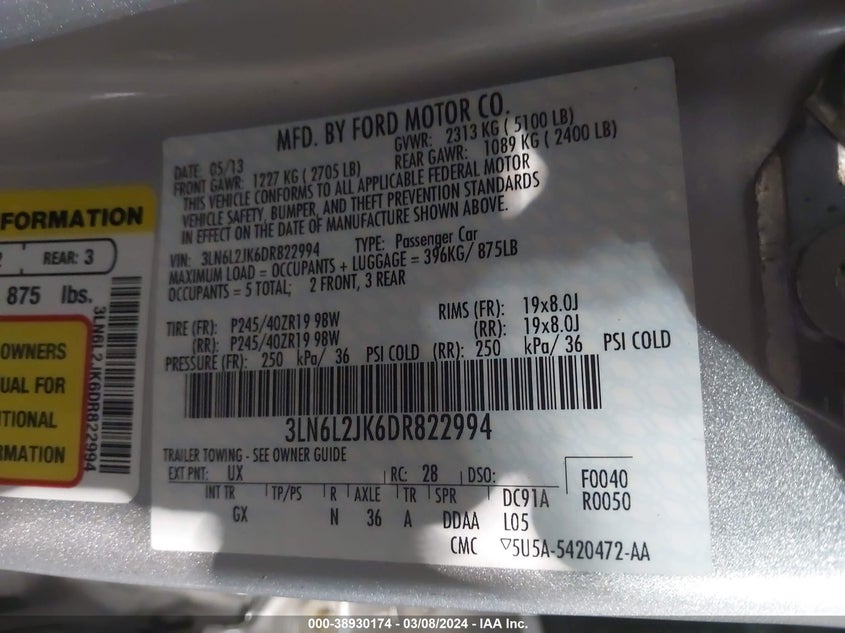 MFD. BY FORD MOTOR CO.
DATE: 05/13
GVWR: 2313 KG ( 5100 LB)
FRONT GAWR: 1227 KG ( 2705 LB)
REAR GAWR: 1089 KG ( 2400 LB)
THIS VEHICLE CONFORMS TO ALL APPLICABLE FEDERAL MOTOR
VEHICLE SAFETY, BUMPER, AND THEFT PREVENTION STANDARDS
IN EFFECT ON THE DATE OF MANUFACTURE SHOWN ABOVE.
VIN: 3LN6L2JK6DR822994 TYPE: Passenger Car
MAXIMUM LOAD = OCCUPANTS + LUGGAGE = 396KG/ 875LB
OCCUPANTS = 5 TOTAL; 2 FRONT, 3 REAR
TIRE (FR): P245/40ZR19 98W RIMS (FR): 19x8.0J
(RR): P245/40ZR19 98W (RR): 19x8.0J
PRESSURE (FR): 250 kPa/ 36 PSI COLD (RR): 250 kPa/ 36 PSI COLD
3LN6L2JK6DR822994
TRAILER TOWING - SEE OWNER GUIDE
EXT PNT: UX RC: 28 DSO: F0040
R0050
INT TR TP/PS R AXLE TR SPR DC91A
GX N 36 A DDAA L05
CMC ▽5U5A-5420472-AA
FORMATION
2 REAR: 3
875 lbs.
OWNERS
UAL FOR
ITIONAL
RMATION
3LN6L2JK6DR822994
000-38930174 — 03/08/2024 — IAA Inc.